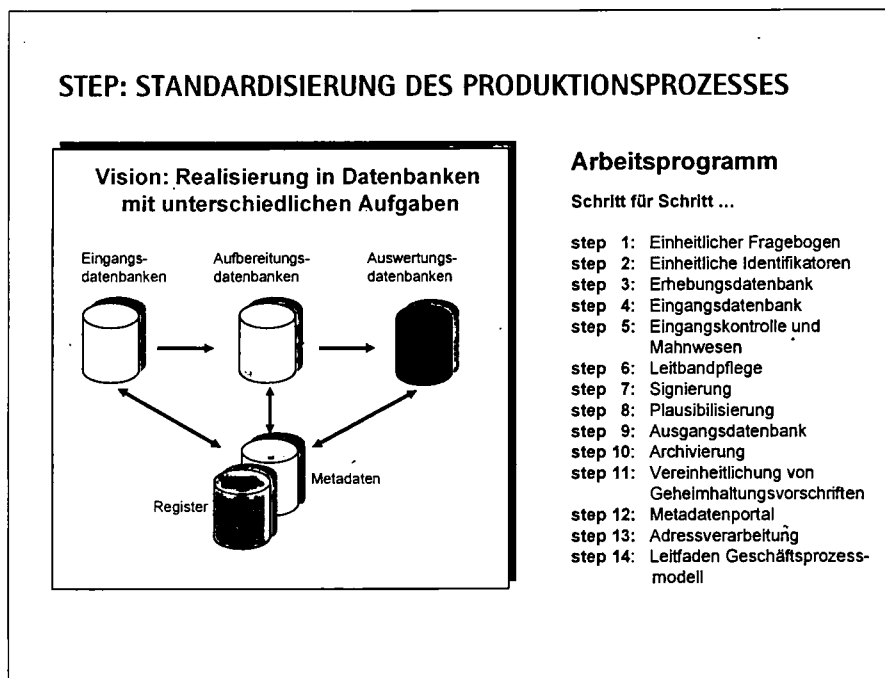 STEP: STANDARDISIERUNG DES PRODUKTIONSPROZESSES
Vision: Realisierung in Datenbanken
mit unterschiedlichen Aufgaben
Eingangs-
datenbanken
Aufbereitungs-
datenbanken
Auswertungs-
datenbanken
Metadaten
Register
Arbeitsprogramm
Schritt für Schritt ...
step 1: Einheitlicher Fragebogen
step 2: Einheitliche Identifikatoren
step 3: Erhebungsdatenbank
step 4: Eingangsdatenbank
step 5: Eingangskontrolle und
Mahnwesen
step 6: Leitbandpflege
step 7: Signierung
step 8: Plausibilisierung
step 9: Ausgangsdatenbank
step 10: Archivierung
step 11: Vereinheitlichung von
Geheimhaltungsvorschriften
step 12: Metadatenportal
step 13: Adressverarbeitung
step 14: Leitfaden Geschäftsprozess-
modell